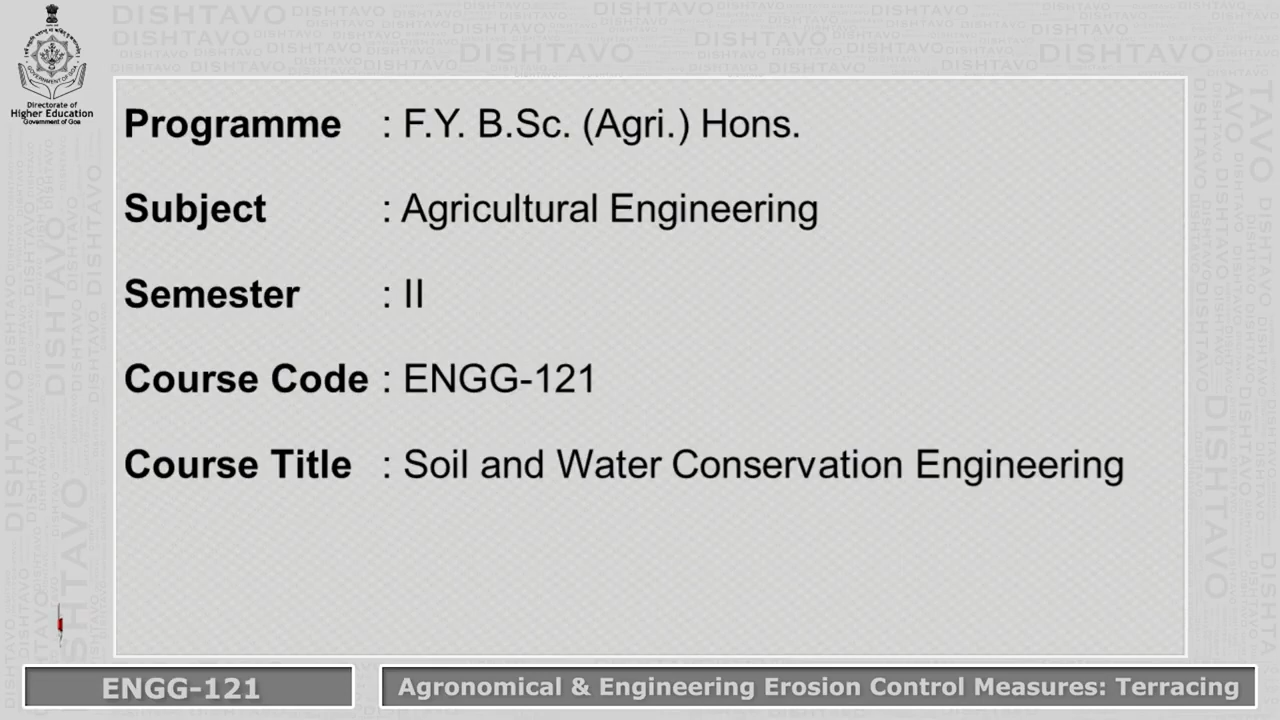 Directorate of
Higher Education
Government of Goa
Programme : F.Y. B.Sc. (Agri.) Hons.
Subject : Agricultural Engineering
Semester : II
Course Code : ENGG-121
Course Title : Soil and Water Conservation Engineering
ENGG-121
Agronomical & Engineering Erosion Control Measures: Terracing
DISHTAVO